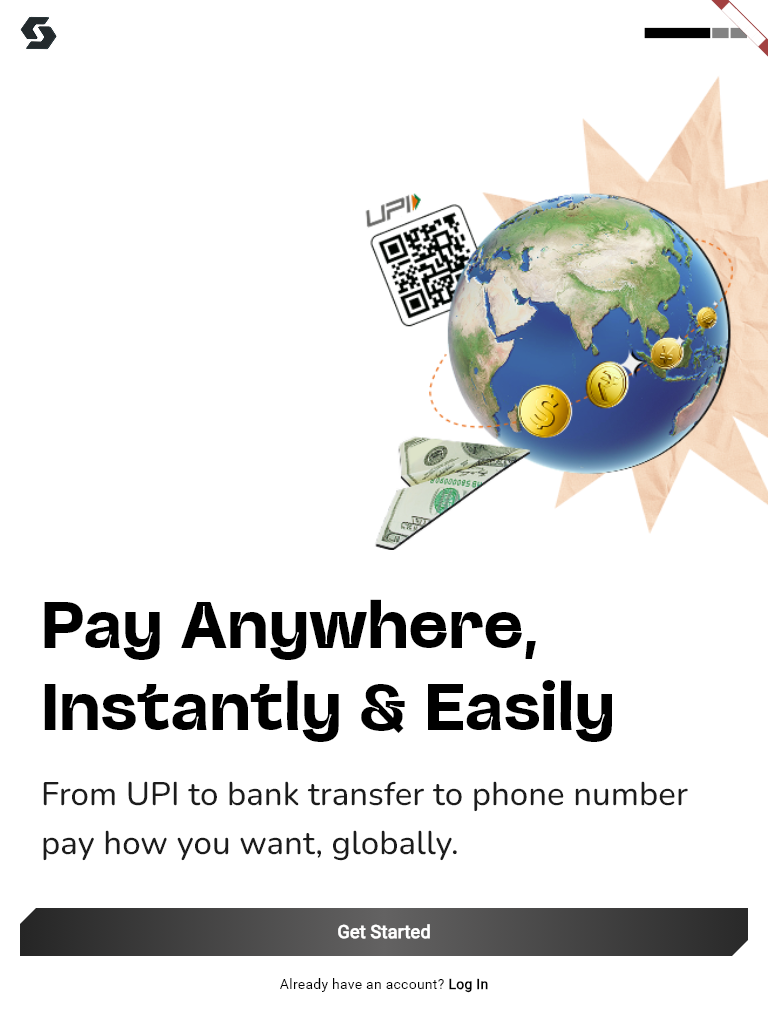 UPI
Pay Anywhere,
Instantly & Easily
From UPI to bank transfer to phone number
pay how you want, globally.
Get Started
Already have an account? Log In